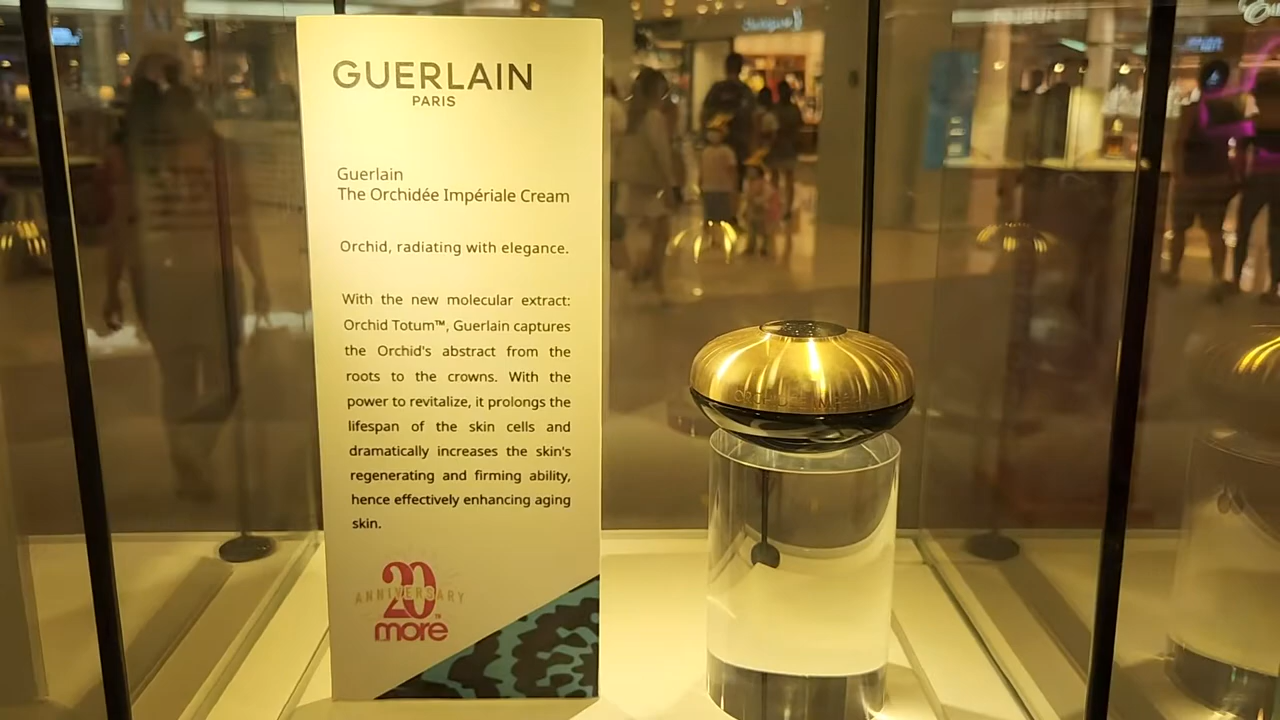 GUERLAIN
PARIS
Guerlain
The Orchidée Impériale Cream
Orchid, radiating with elegance.
With the new molecular extract:
Orchid Totum™, Guerlain captures
the Orchid's abstract from the
roots to the crowns. With the
power to revitalize, it prolongs the
lifespan of the skin cells and
dramatically increases the skin's
regenerating and firming ability,
hence effectively enhancing aging
skin.
20
ANNIVERSARY
more